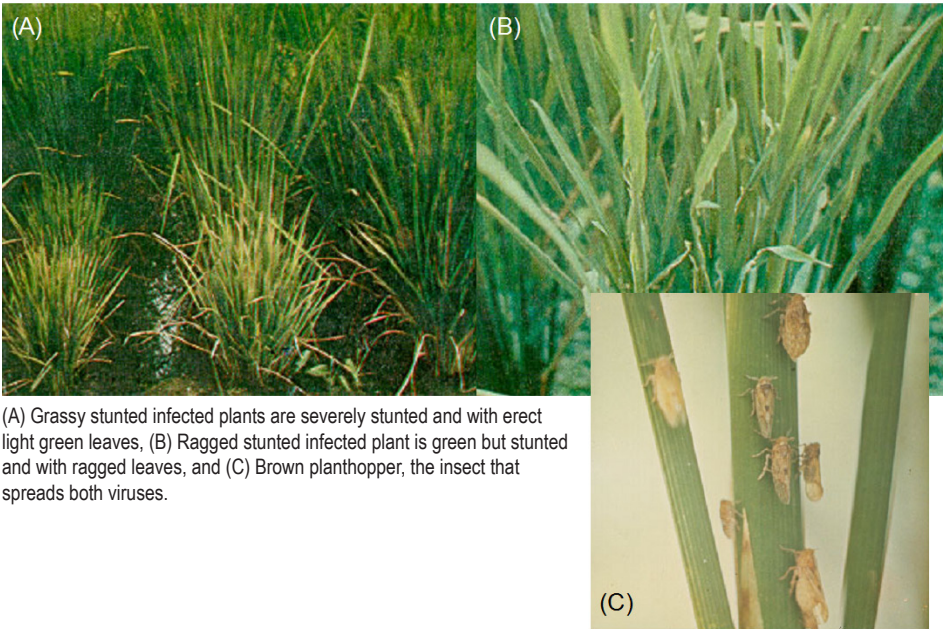 (A)
(B)
(A) Grassy stunted infected plants are severely stunted and with erect
light green leaves, (B) Ragged stunted infected plant is green but stunted
and with ragged leaves, and (C) Brown planthopper, the insect that
spreads both viruses.
(C)